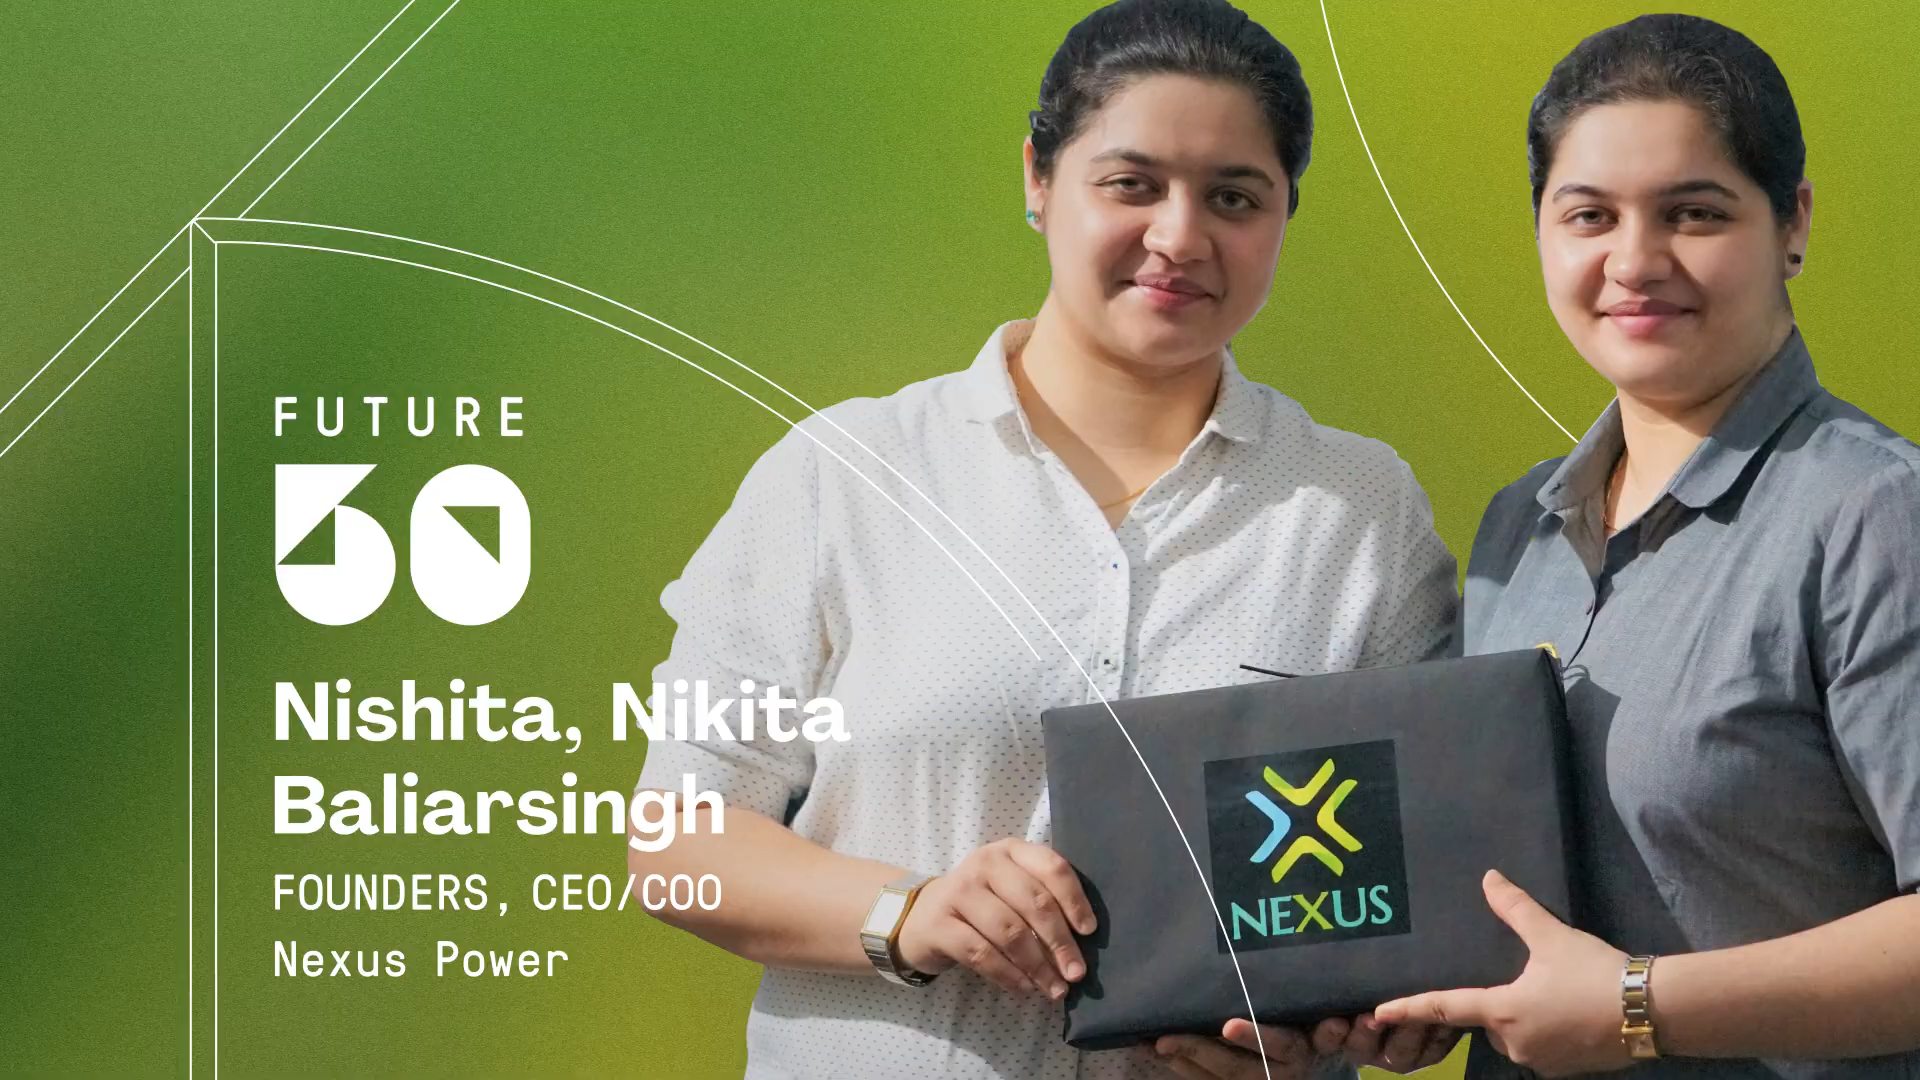 FUTURE
50
Nishita, Nikita
Baliarsingh
FOUNDERS, CEO/COO
Nexus Power
NEXUS